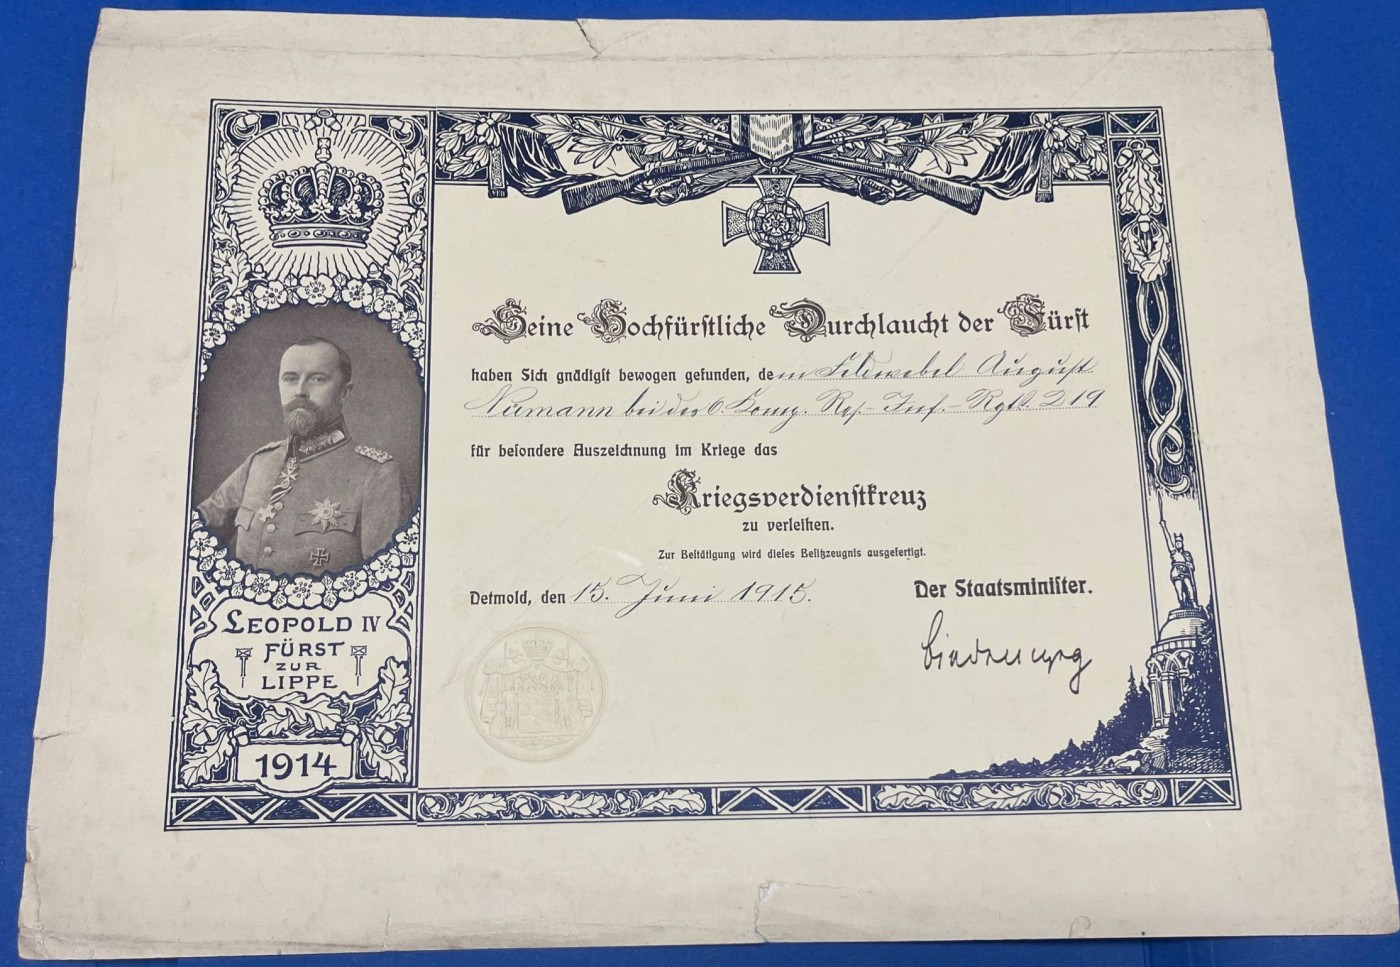 LEOPOLD IV
FÜRST
ZUR
LIPPE
1914
Seine Hochfürstliche Durchlaucht der Fürst
haben Sich gnädigst bewogen gefunden, dem Feldwebel August
Neumann bei der 6. Komp. Res.-Inf.-Rgts. 219
für besondere Auszeichnung im Kriege das
Kriegsverdienstkreuz
zu verleihen.
Zur Bestätigung wird dieses Besitzzeugnis ausgefertigt.
Detmold, den 15. Juni 1915.
Der Staatsminister.